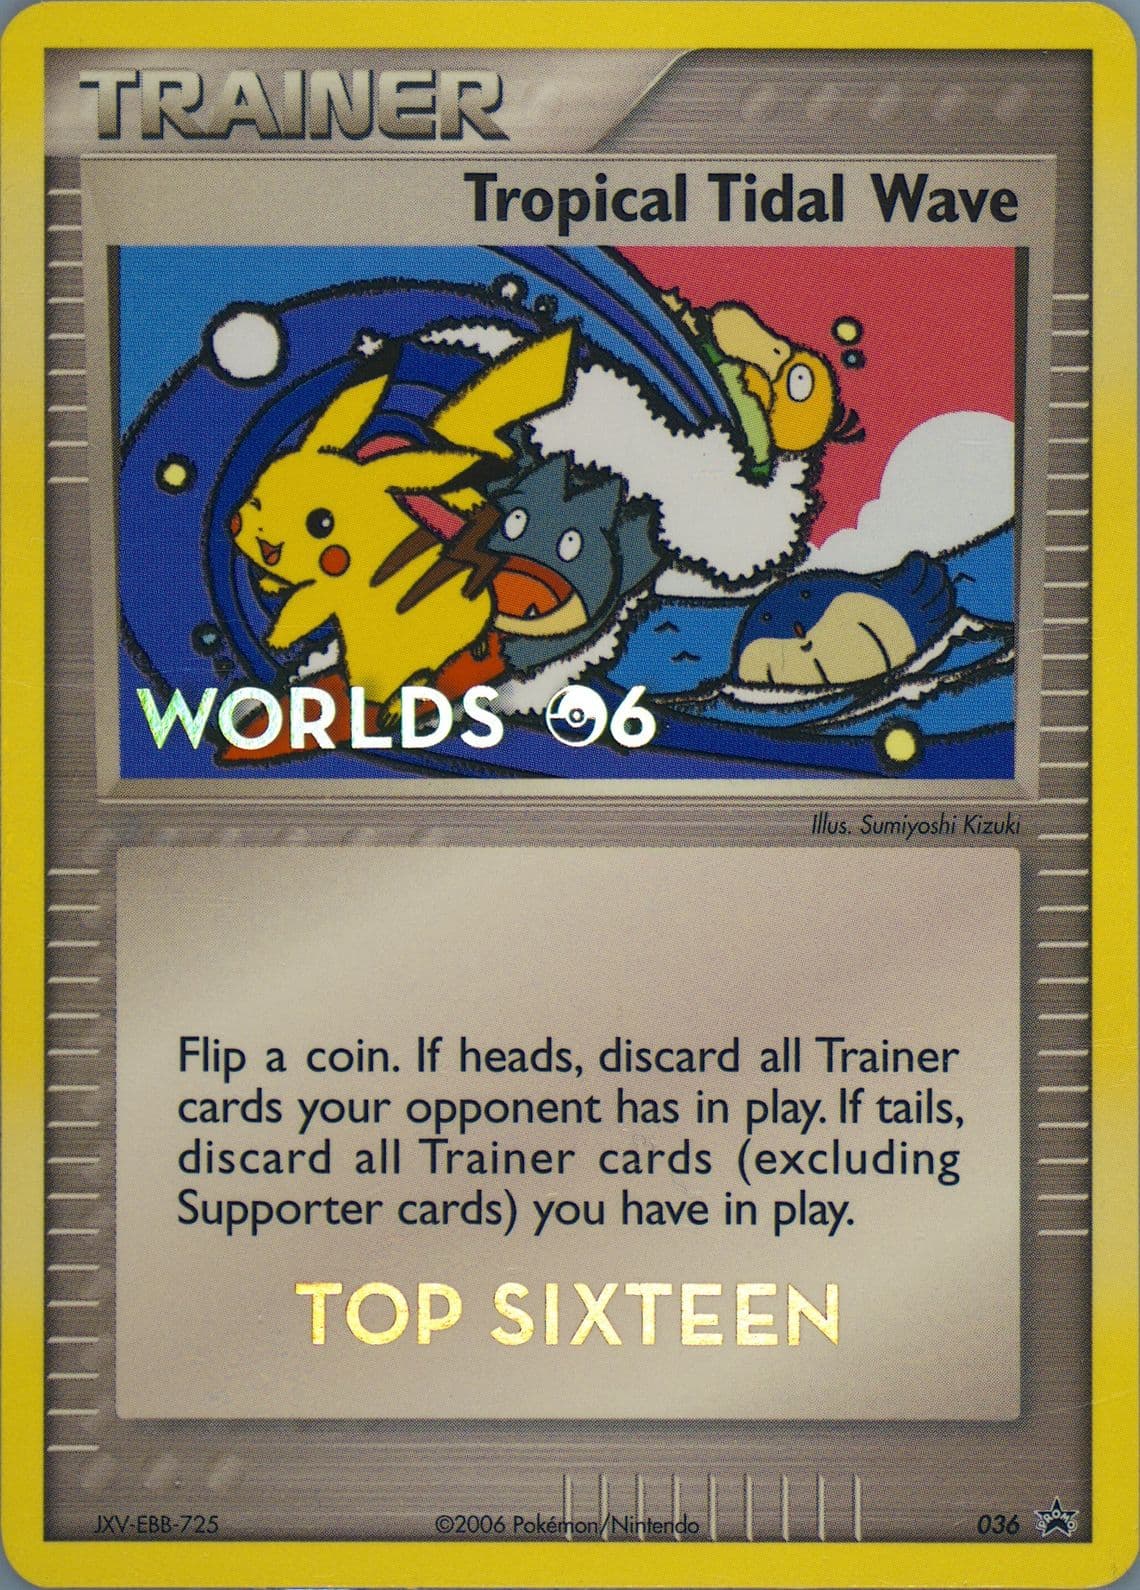 TRAINER
Tropical Tidal Wave
WORLDS 06
Illus. Sumiyoshi Kizuki
Flip a coin. If heads, discard all Trainer
cards your opponent has in play. If tails,
discard all Trainer cards (excluding
Supporter cards) you have in play.
TOP SIXTEEN
JXV-EBB-725
©2006 Pokémon/Nintendo
036
PROMO